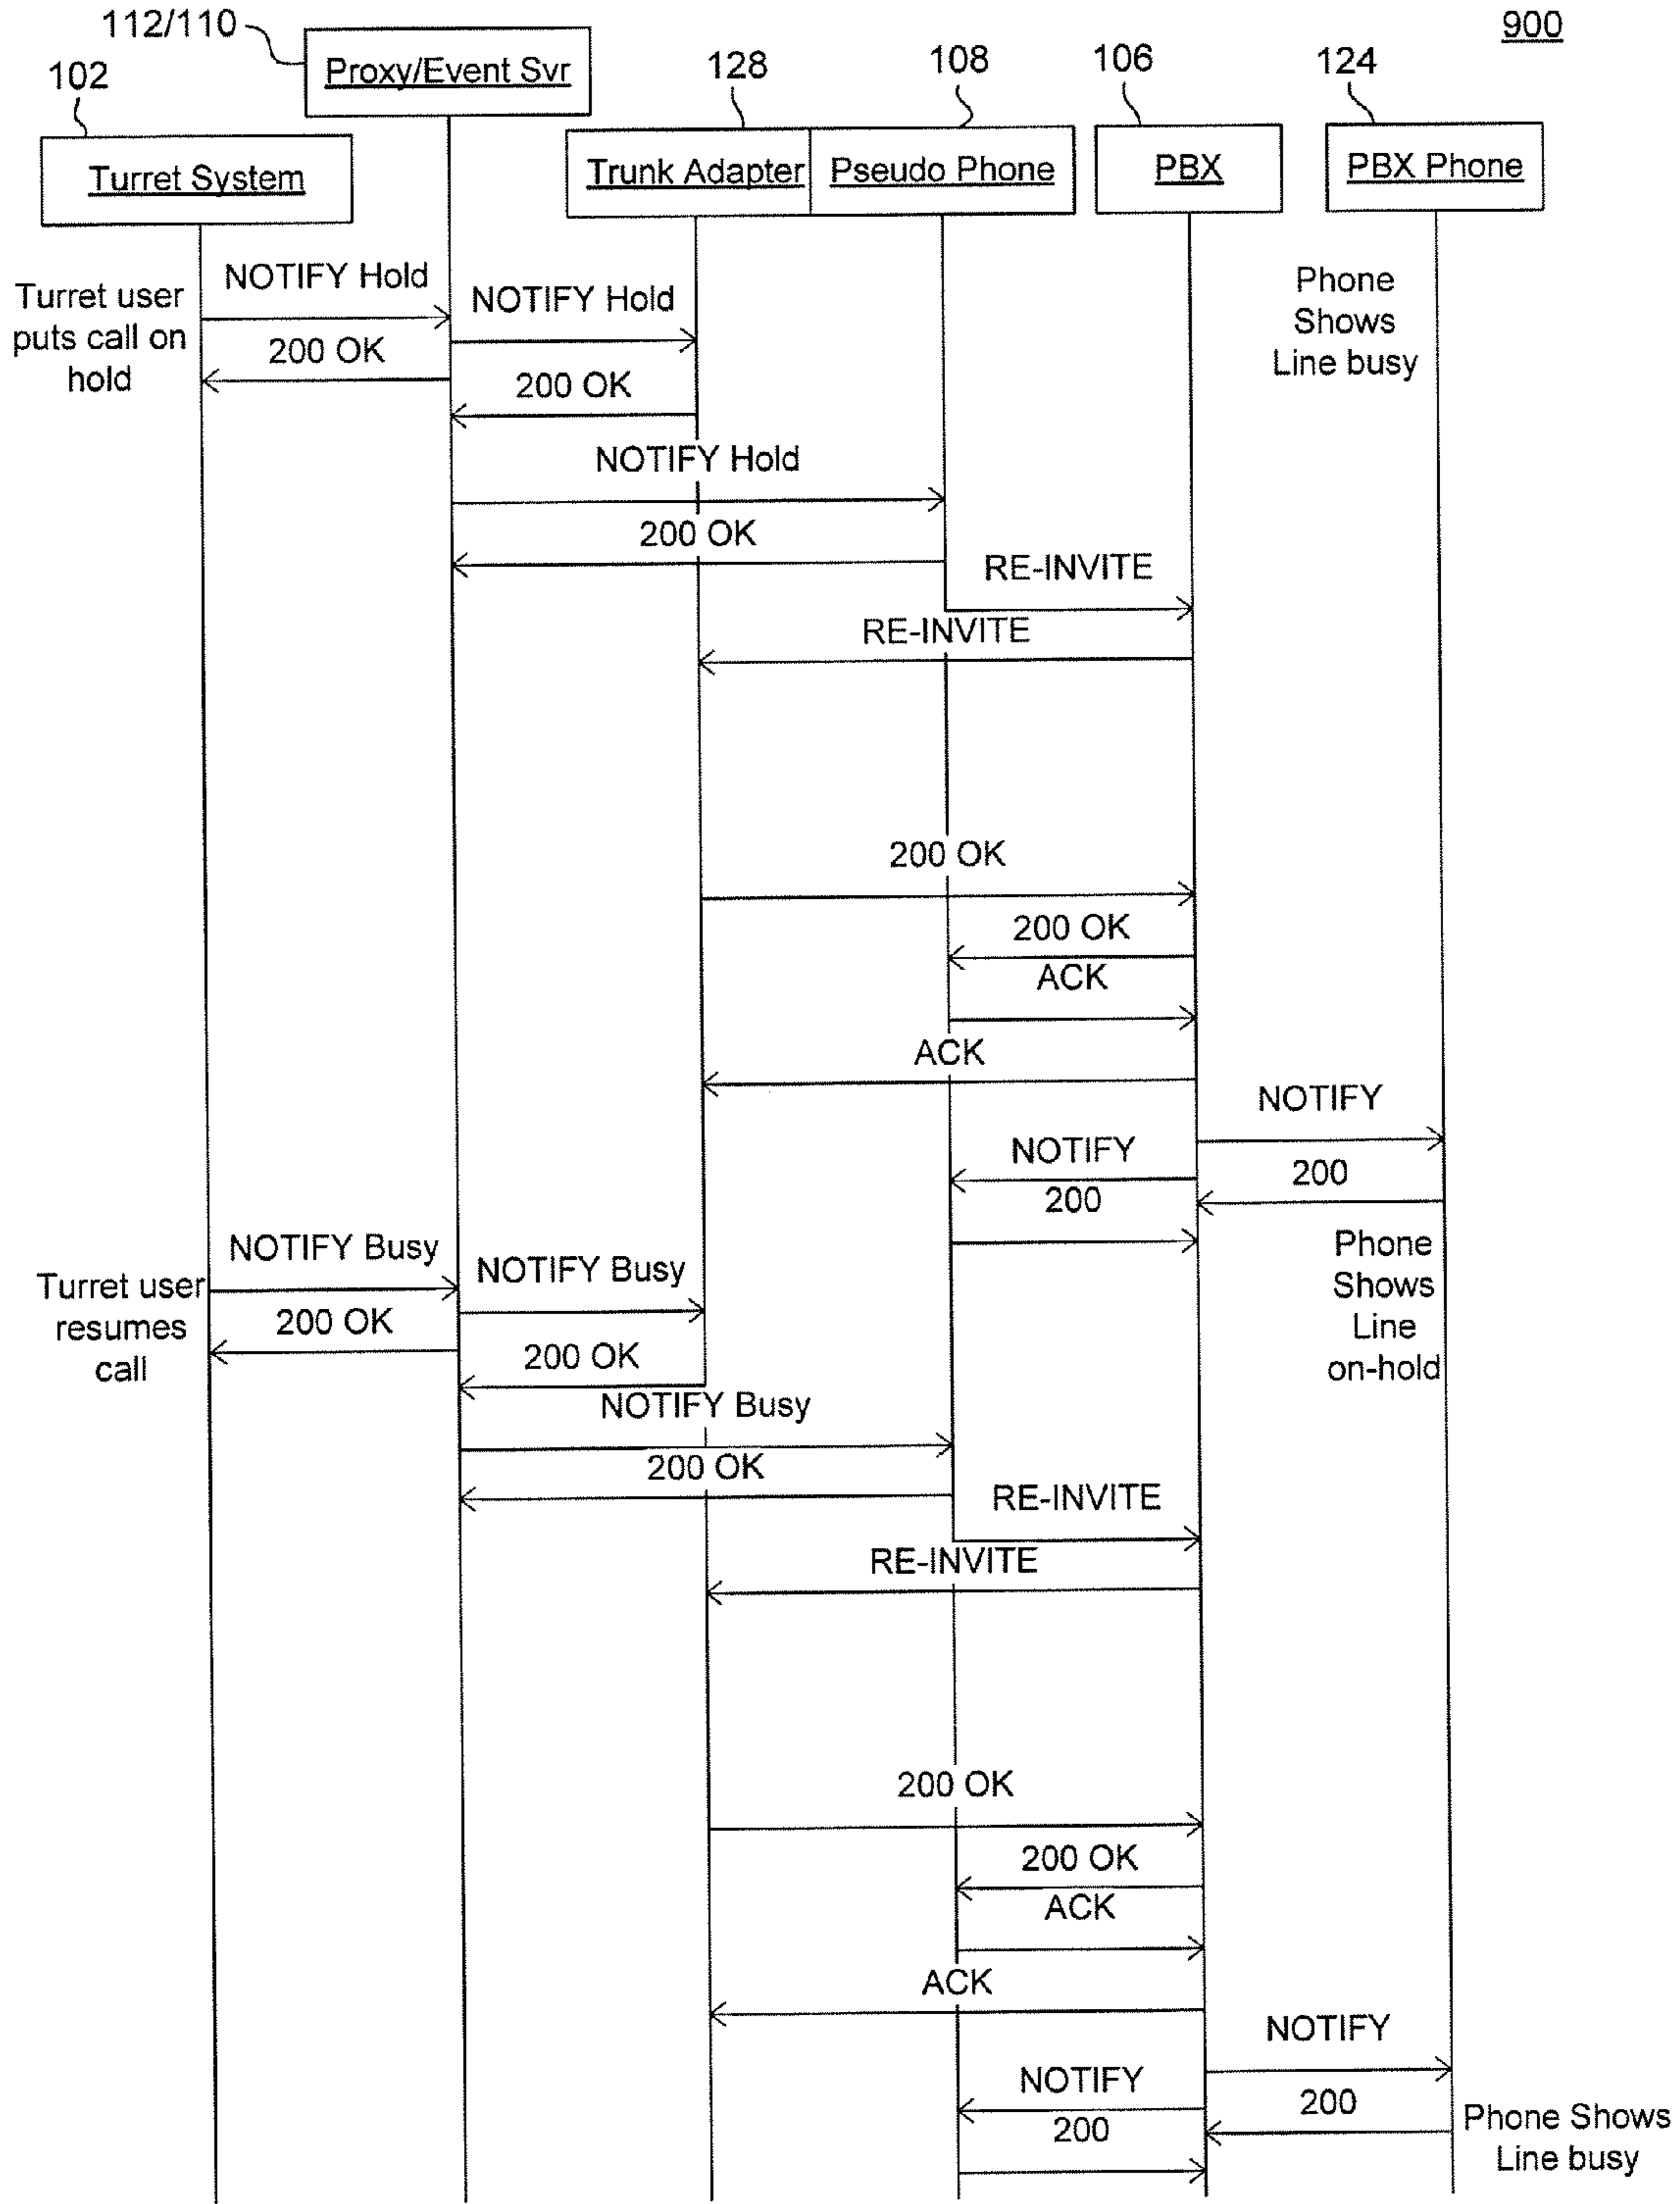 900
112/110
Proxy/Event Svr
102
128
108
106
124
Turret System
Trunk Adapter
Pseudo Phone
PBX
PBX Phone
Turret user
puts call on
hold
NOTIFY Hold
NOTIFY Hold
200 OK
200 OK
Phone
Shows
Line busy
NOTIFY Hold
200 OK
RE-INVITE
RE-INVITE
200 OK
200 OK
ACK
ACK
NOTIFY
NOTIFY
200
200
Phone
Shows
Line
on-hold
Turret user
resumes
call
NOTIFY Busy
NOTIFY Busy
200 OK
200 OK
NOTIFY Busy
200 OK
RE-INVITE
RE-INVITE
200 OK
200 OK
ACK
ACK
NOTIFY
NOTIFY
200
200
Phone Shows
Line busy